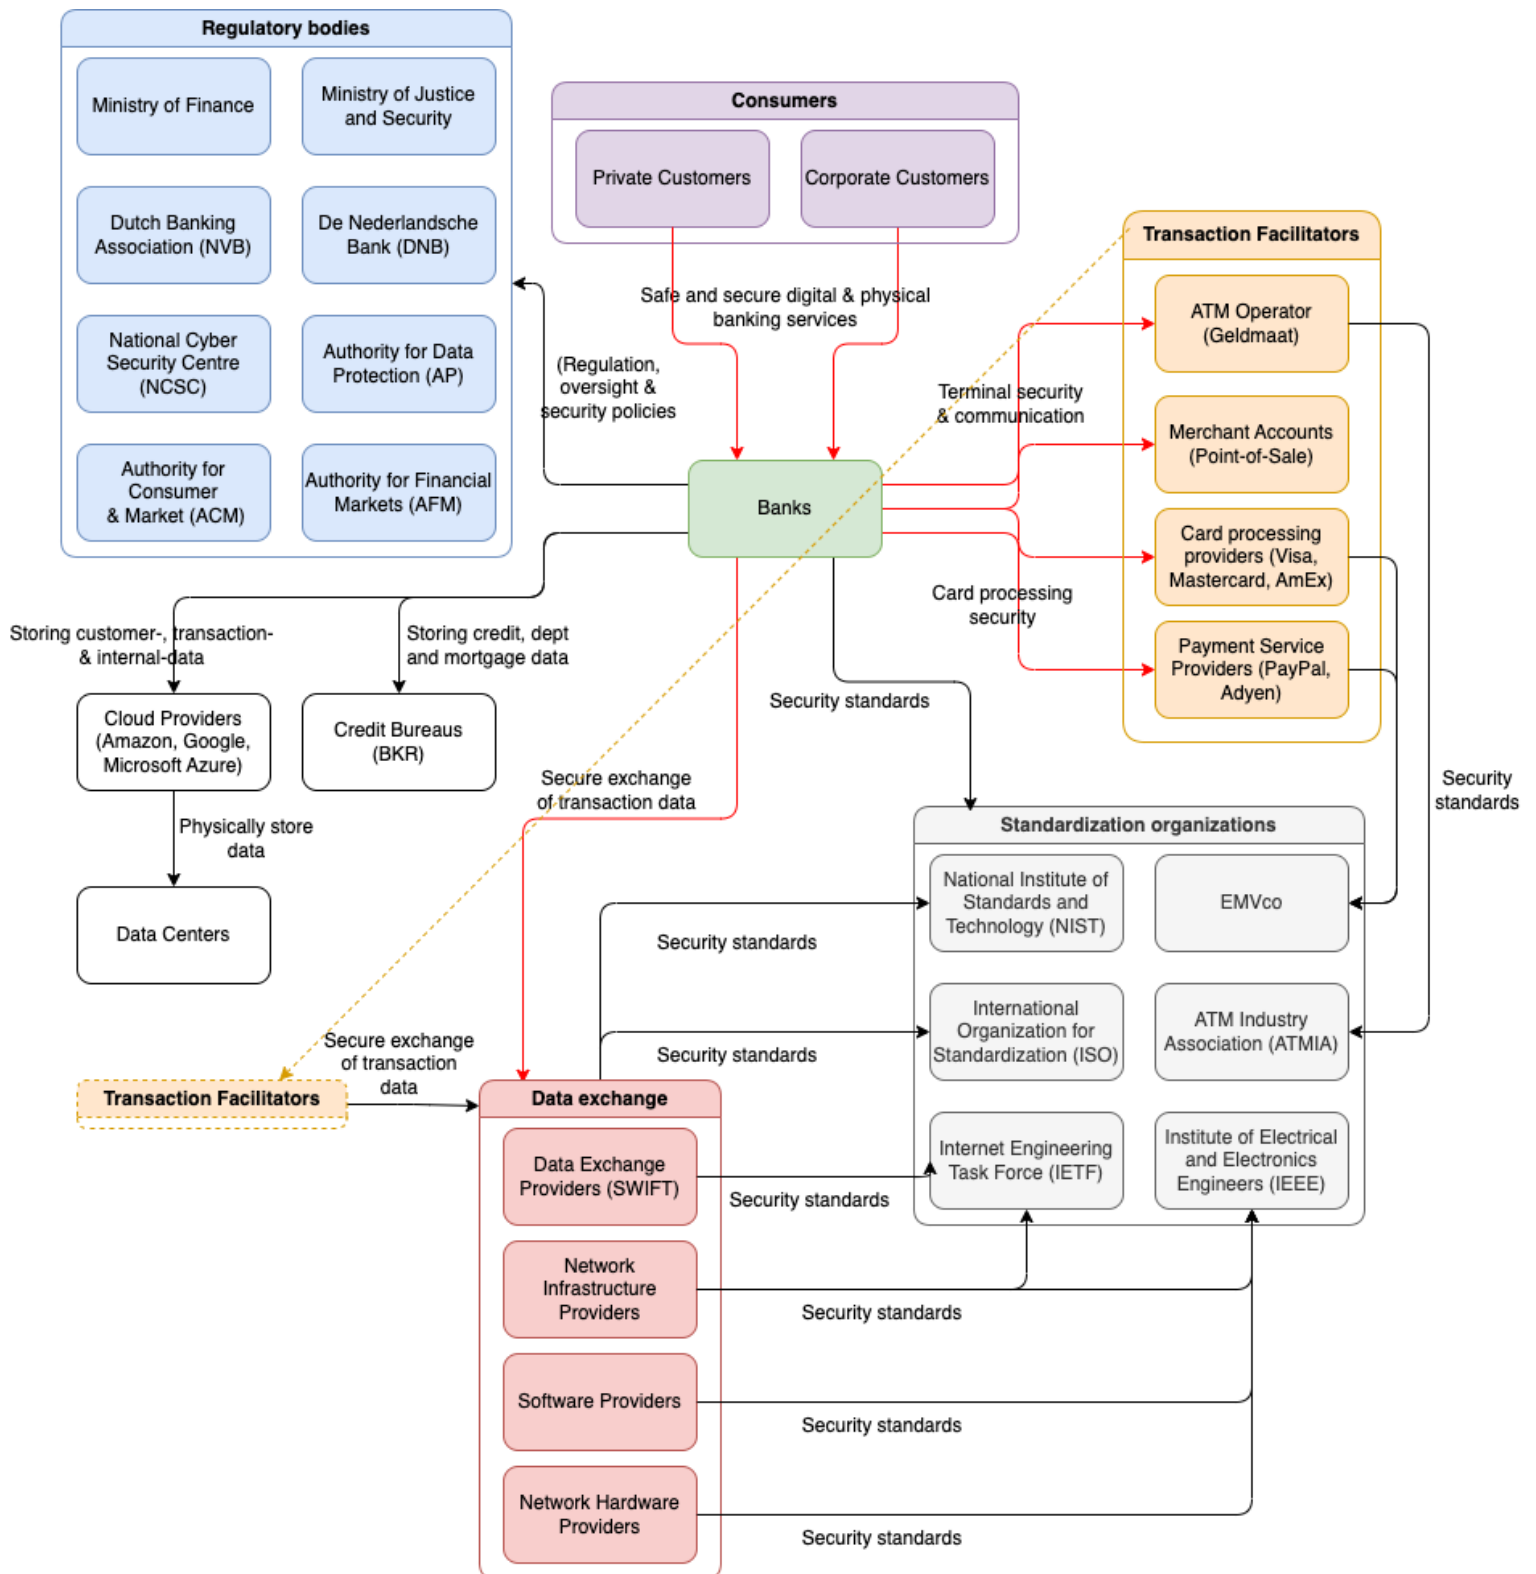 Regulatory bodies
Ministry of Finance
Ministry of Justice
and Security
Dutch Banking
Association (NVB)
De Nederlandsche
Bank (DNB)
National Cyber
Security Centre
(NCSC)
Authority for Data
Protection (AP)
Authority for
Consumer
& Market (ACM)
Authority for Financial
Markets (AFM)
Consumers
Private Customers
Corporate Customers
Safe and secure digital & physical
banking services
(Regulation,
oversight &
security policies
Banks
Terminal security
& communication
Card processing
security
Transaction Facilitators
ATM Operator
(Geldmaat)
Merchant Accounts
(Point-of-Sale)
Card processing
providers (Visa,
Mastercard, AmEx)
Payment Service
Providers (PayPal,
Adyen)
Storing customer-, transaction-
& internal-data
Storing credit, dept
and mortgage data
Cloud Providers
(Amazon, Google,
Microsoft Azure)
Credit Bureaus
(BKR)
Physically store
data
Data Centers
Security standards
Secure exchange
of transaction data
Security
standards
Standardization organizations
National Institute of
Standards and
Technology (NIST)
EMVco
International
Organization for
Standardization (ISO)
ATM Industry
Association (ATMIA)
Internet Engineering
Task Force (IETF)
Institute of Electrical
and Electronics
Engineers (IEEE)
Security standards
Security standards
Secure exchange
of transaction
data
Transaction Facilitators
Data exchange
Data Exchange
Providers (SWIFT)
Security standards
Network
Infrastructure
Providers
Security standards
Software Providers
Security standards
Network Hardware
Providers
Security standards